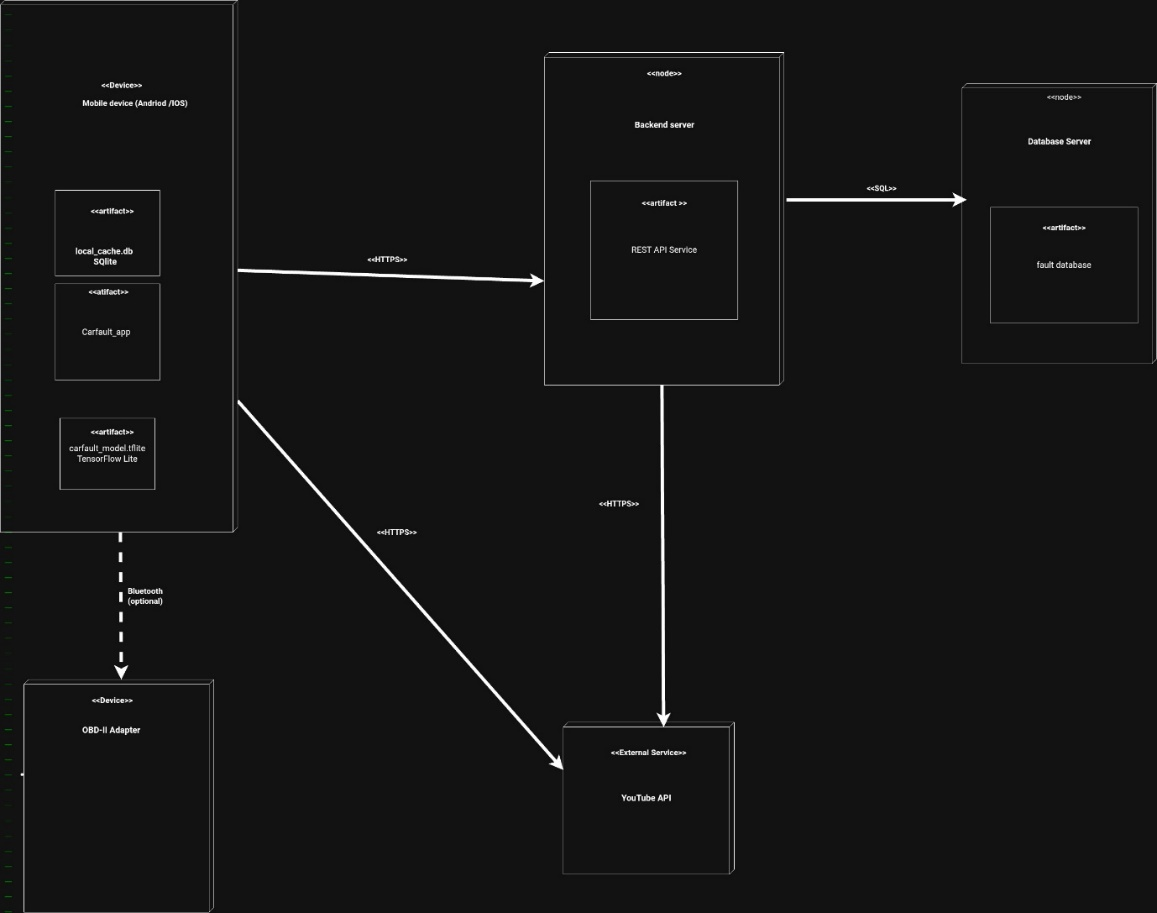 <<Device>>
Mobile device (Andriod /IOS)
<<artifact>>
local_cache.db
SQlite
<<atifact>>
Carfault_app
<<artifact>>
carfault_model.tflite
TensorFlow Lite
Bluetooth
(optional)
<<Device>>
OBD-II Adapter
<<HTTPS>>
<<HTTPS>>
<<node>>
Backend server
<<artifact >>
REST API Service
<<HTTPS>>
<<External Service>>
YouTube API
<<SQL>>
<<node>>
Database Server
<<artifact>>
fault database